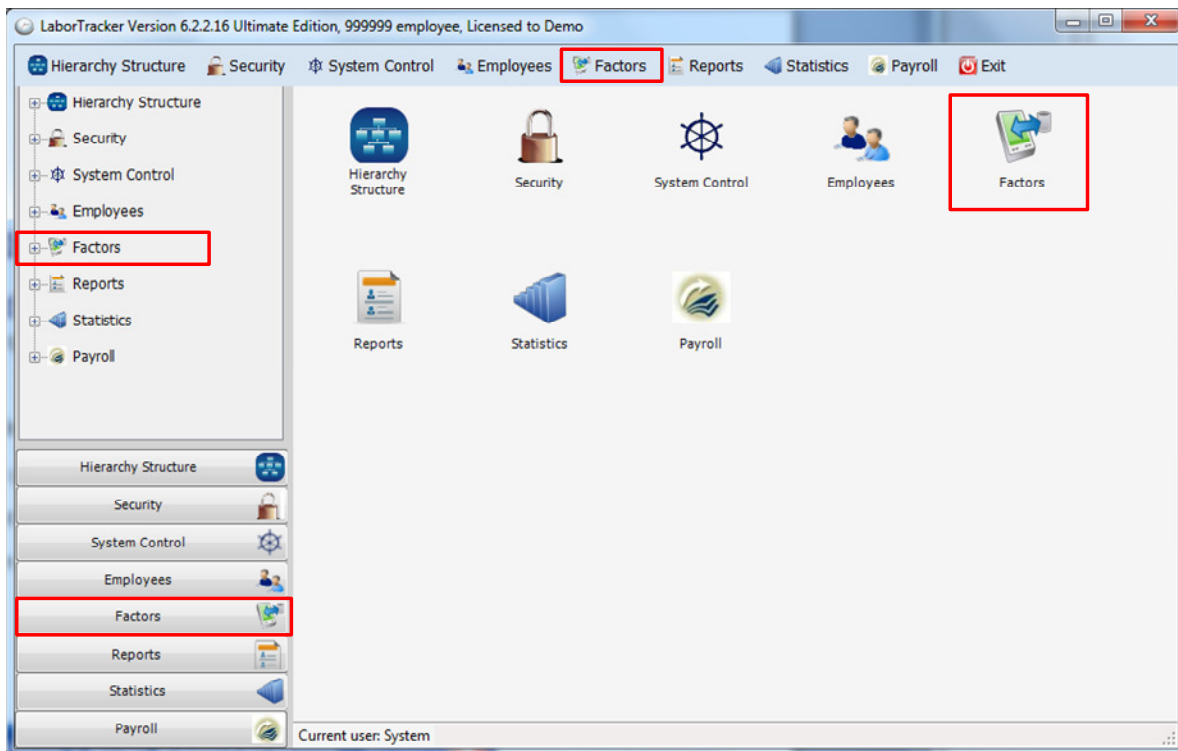 LaborTracker Version 6.2.2.16 Ultimate Edition, 999999 employee, Licensed to Demo
Hierarchy Structure Security System Control Employees Factors Reports Statistics Payroll Exit
Hierarchy Structure
Security
System Control
Employees
Factors
Reports
Statistics
Payroll
Hierarchy
Structure
Security
System Control
Employees
Factors
Reports
Statistics
Payroll
Hierarchy Structure
Security
System Control
Employees
Factors
Reports
Statistics
Payroll
Current user: System